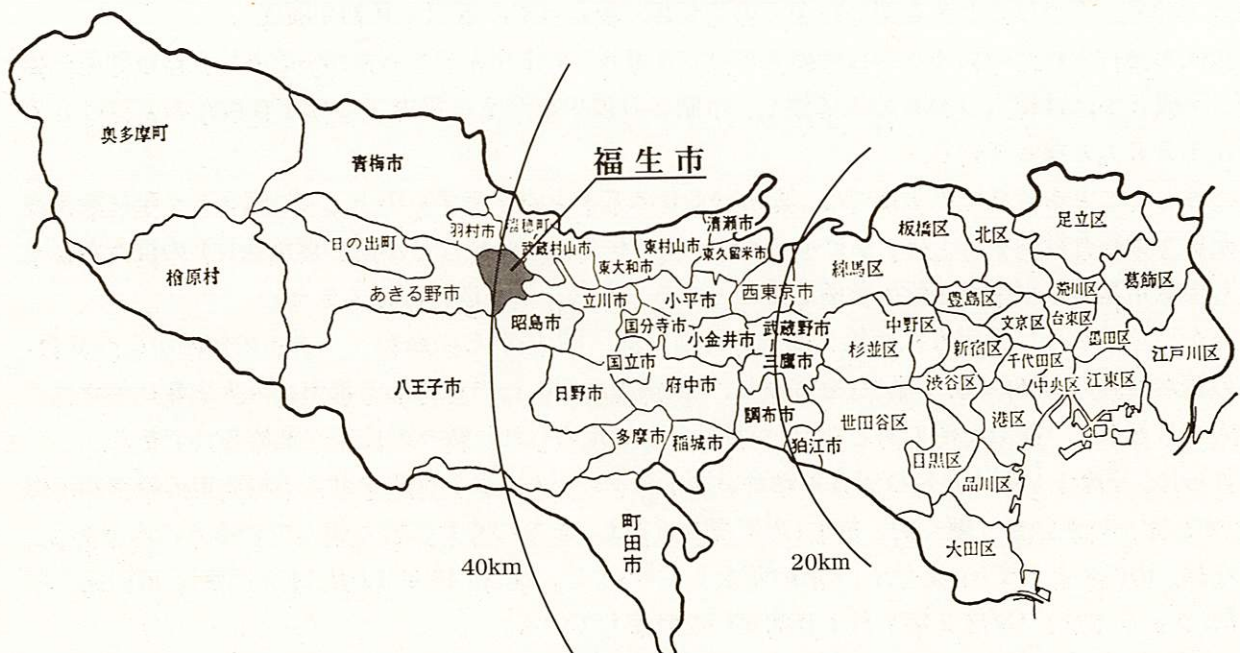 福生市
奥多摩町
青梅市
檜原村
日の出町
あきる野市
羽村市
瑞穂町
武蔵村山市
東大和市
東村山市
清瀬市
東久留米市
昭島市
立川市
小平市
西東京市
国分寺市
小金井市
武蔵野市
三鷹市
国立市
八王子市
日野市
府中市
調布市
多摩市
稲城市
狛江市
町田市
40km
20km
板橋区
北区
足立区
練馬区
豊島区
荒川区
葛飾区
中野区
文京区
台東区
墨田区
杉並区
新宿区
千代田区
江戸川区
渋谷区
中央区
江東区
世田谷区
港区
目黒区
品川区
大田区